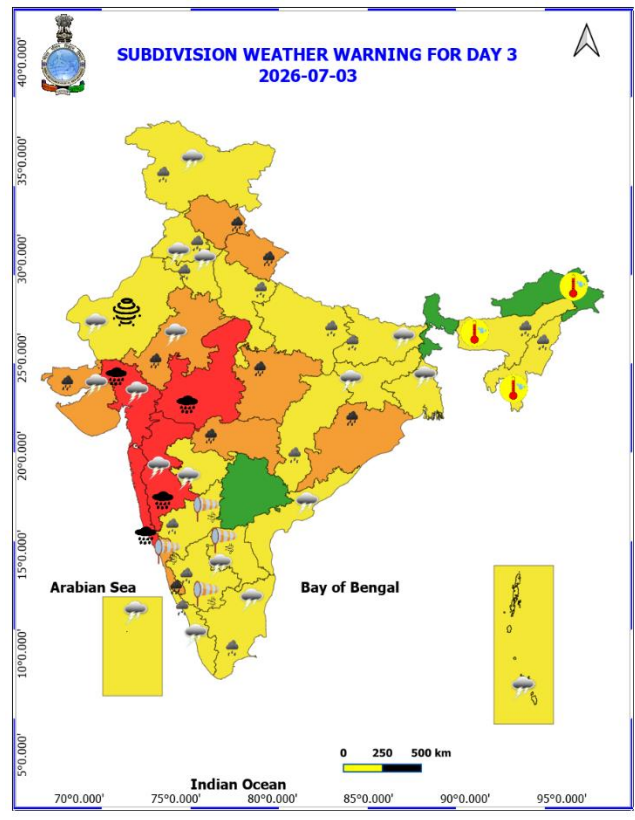 SUBDIVISION WEATHER WARNING FOR DAY 3
2026-07-03
40°0.000'
35°0.000'
30°0.000'
25°0.000'
20°0.000'
15°0.000'
10°0.000'
5°0.000'
Arabian Sea
Bay of Bengal
0 250 500 km
Indian Ocean
70°0.000' 75°0.000' 80°0.000' 85°0.000' 90°0.000' 95°0.000'